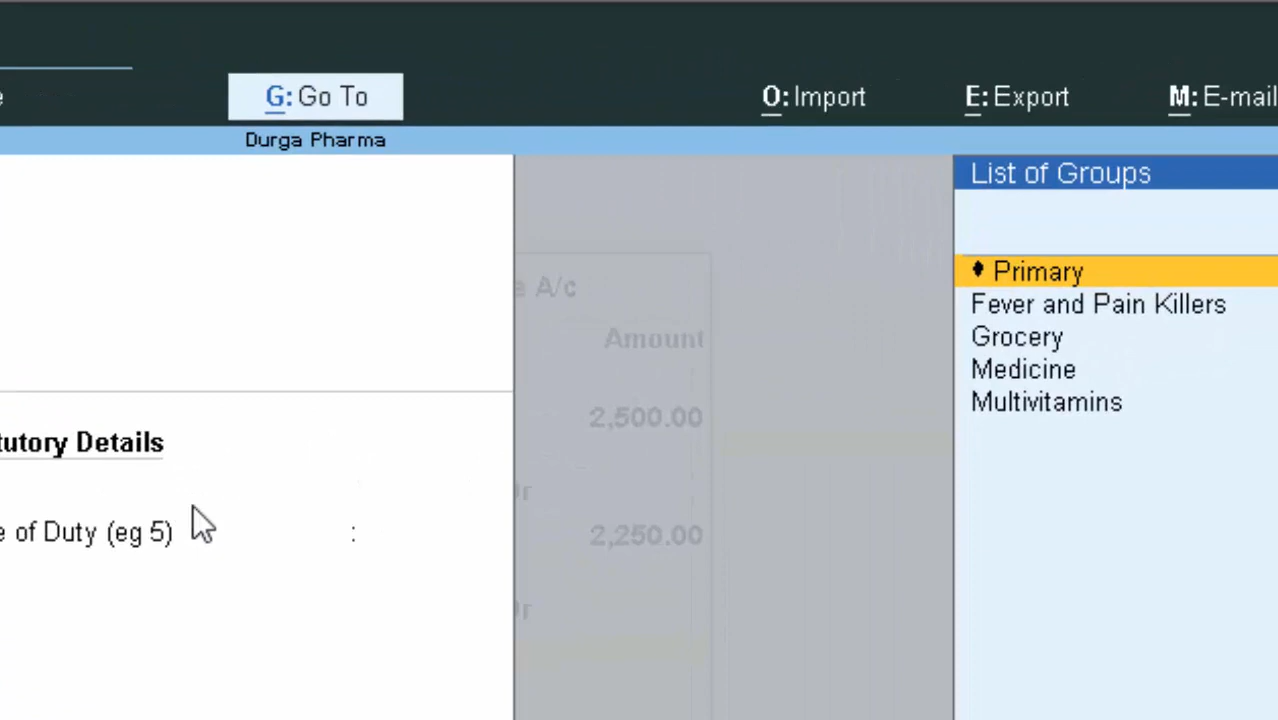 G: Go To
O: Import
E: Export
M: E-mail
Durga Pharma
List of Groups
♦ Primary
Fever and Pain Killers
Grocery
Medicine
Multivitamins
e A/c
Amount
2,500.00
2,250.00
tutory Details
e of Duty (eg 5) :